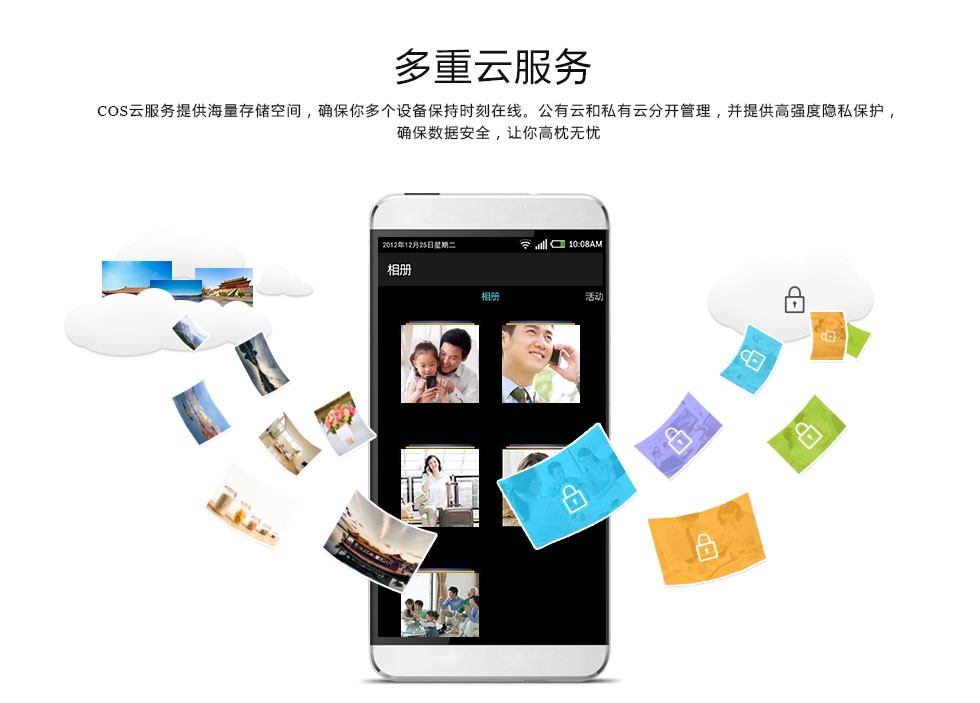 多重云服务
COS云服务提供海量存储空间，确保你多个设备保持时刻在线。公有云和私有云分开管理，并提供高强度隐私保护，
确保数据安全，让你高枕无忧
2012年12月25日星期二 10:08AM
相册
相册 活动